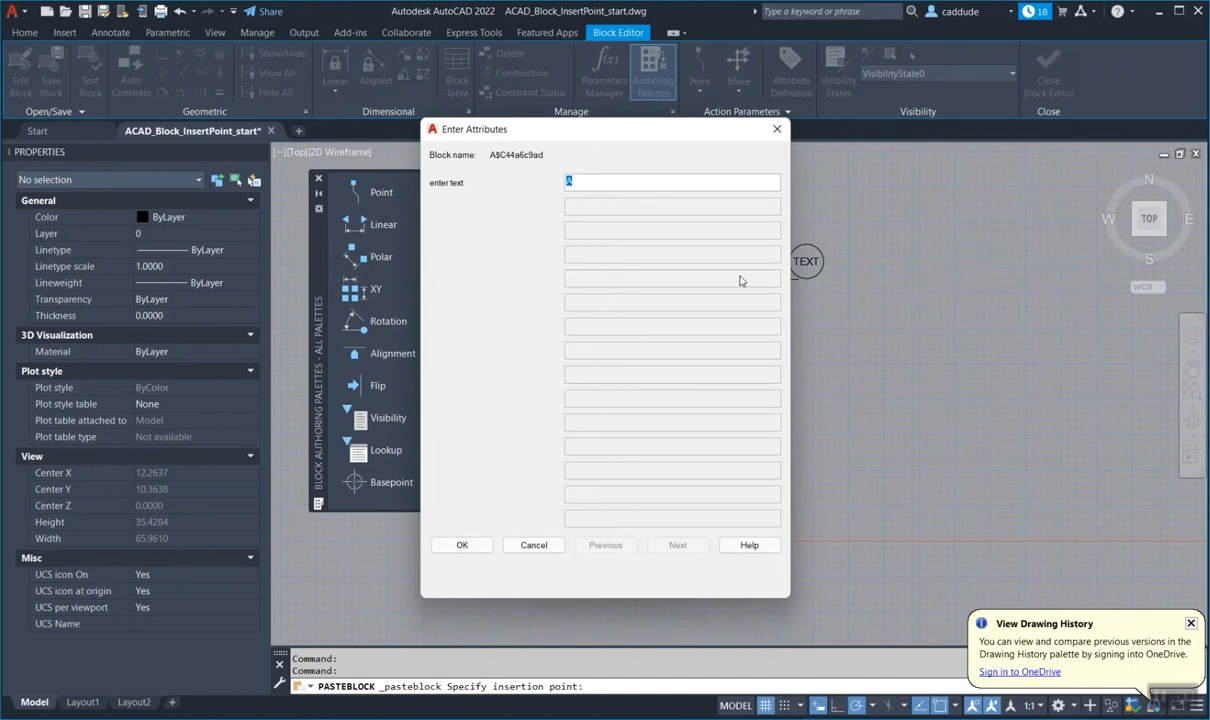 Share
Autodesk AutoCAD 2022 ACAD_Block_InsertPoint_start.dwg
Type a keyword or phrase
caddude
18
Home Insert Annotate Parametric View Manage Output Add-ins Collaborate Express Tools Featured Apps Block Editor
Edit Block
Save Block
Test Block
Auto Constrain
Show/Hide
Show All
Hide All
Linear
Aligned
Block Table
Delete
Construction
Constraint Status
Parameters Manager
Authoring Palettes
Point
Move
Attribute Definition
Visibility States
VisibilityState0
Close Block Editor
Open/Save Geometric Dimensional Manage Action Parameters Visibility Close
Start ACAD_Block_InsertPoint_start*
PROPERTIES
No selection
General
Color ByLayer
Layer 0
Linetype ByLayer
Linetype scale 1.0000
Lineweight ByLayer
Transparency ByLayer
Thickness 0.0000
3D Visualization
Material ByLayer
Plot style
Plot style ByColor
Plot style table None
Plot table attached to Model
Plot table type Not available
View
Center X 12.2637
Center Y 10.3638
Center Z 0.0000
Height 35.4284
Width 65.9610
Misc
UCS icon On Yes
UCS icon at origin Yes
UCS per viewport Yes
UCS Name
[−][Top][2D Wireframe]
Point
Linear
Polar
XY
Rotation
Alignment
Flip
Visibility
Lookup
Basepoint
BLOCK AUTHORING PALETTES - ALL PALETTES
Enter Attributes
Block name: A$C44a6c9ad
enter text A
OK Cancel Previous Next Help
TEXT
N
W TOP E
S
WCS
View Drawing History
You can view and compare previous versions in the
Drawing History palette by signing into OneDrive.
Sign in to OneDrive
Command:
Command:
PASTEBLOCK _pasteblock Specify insertion point:
Model Layout1 Layout2
MODEL 1:1